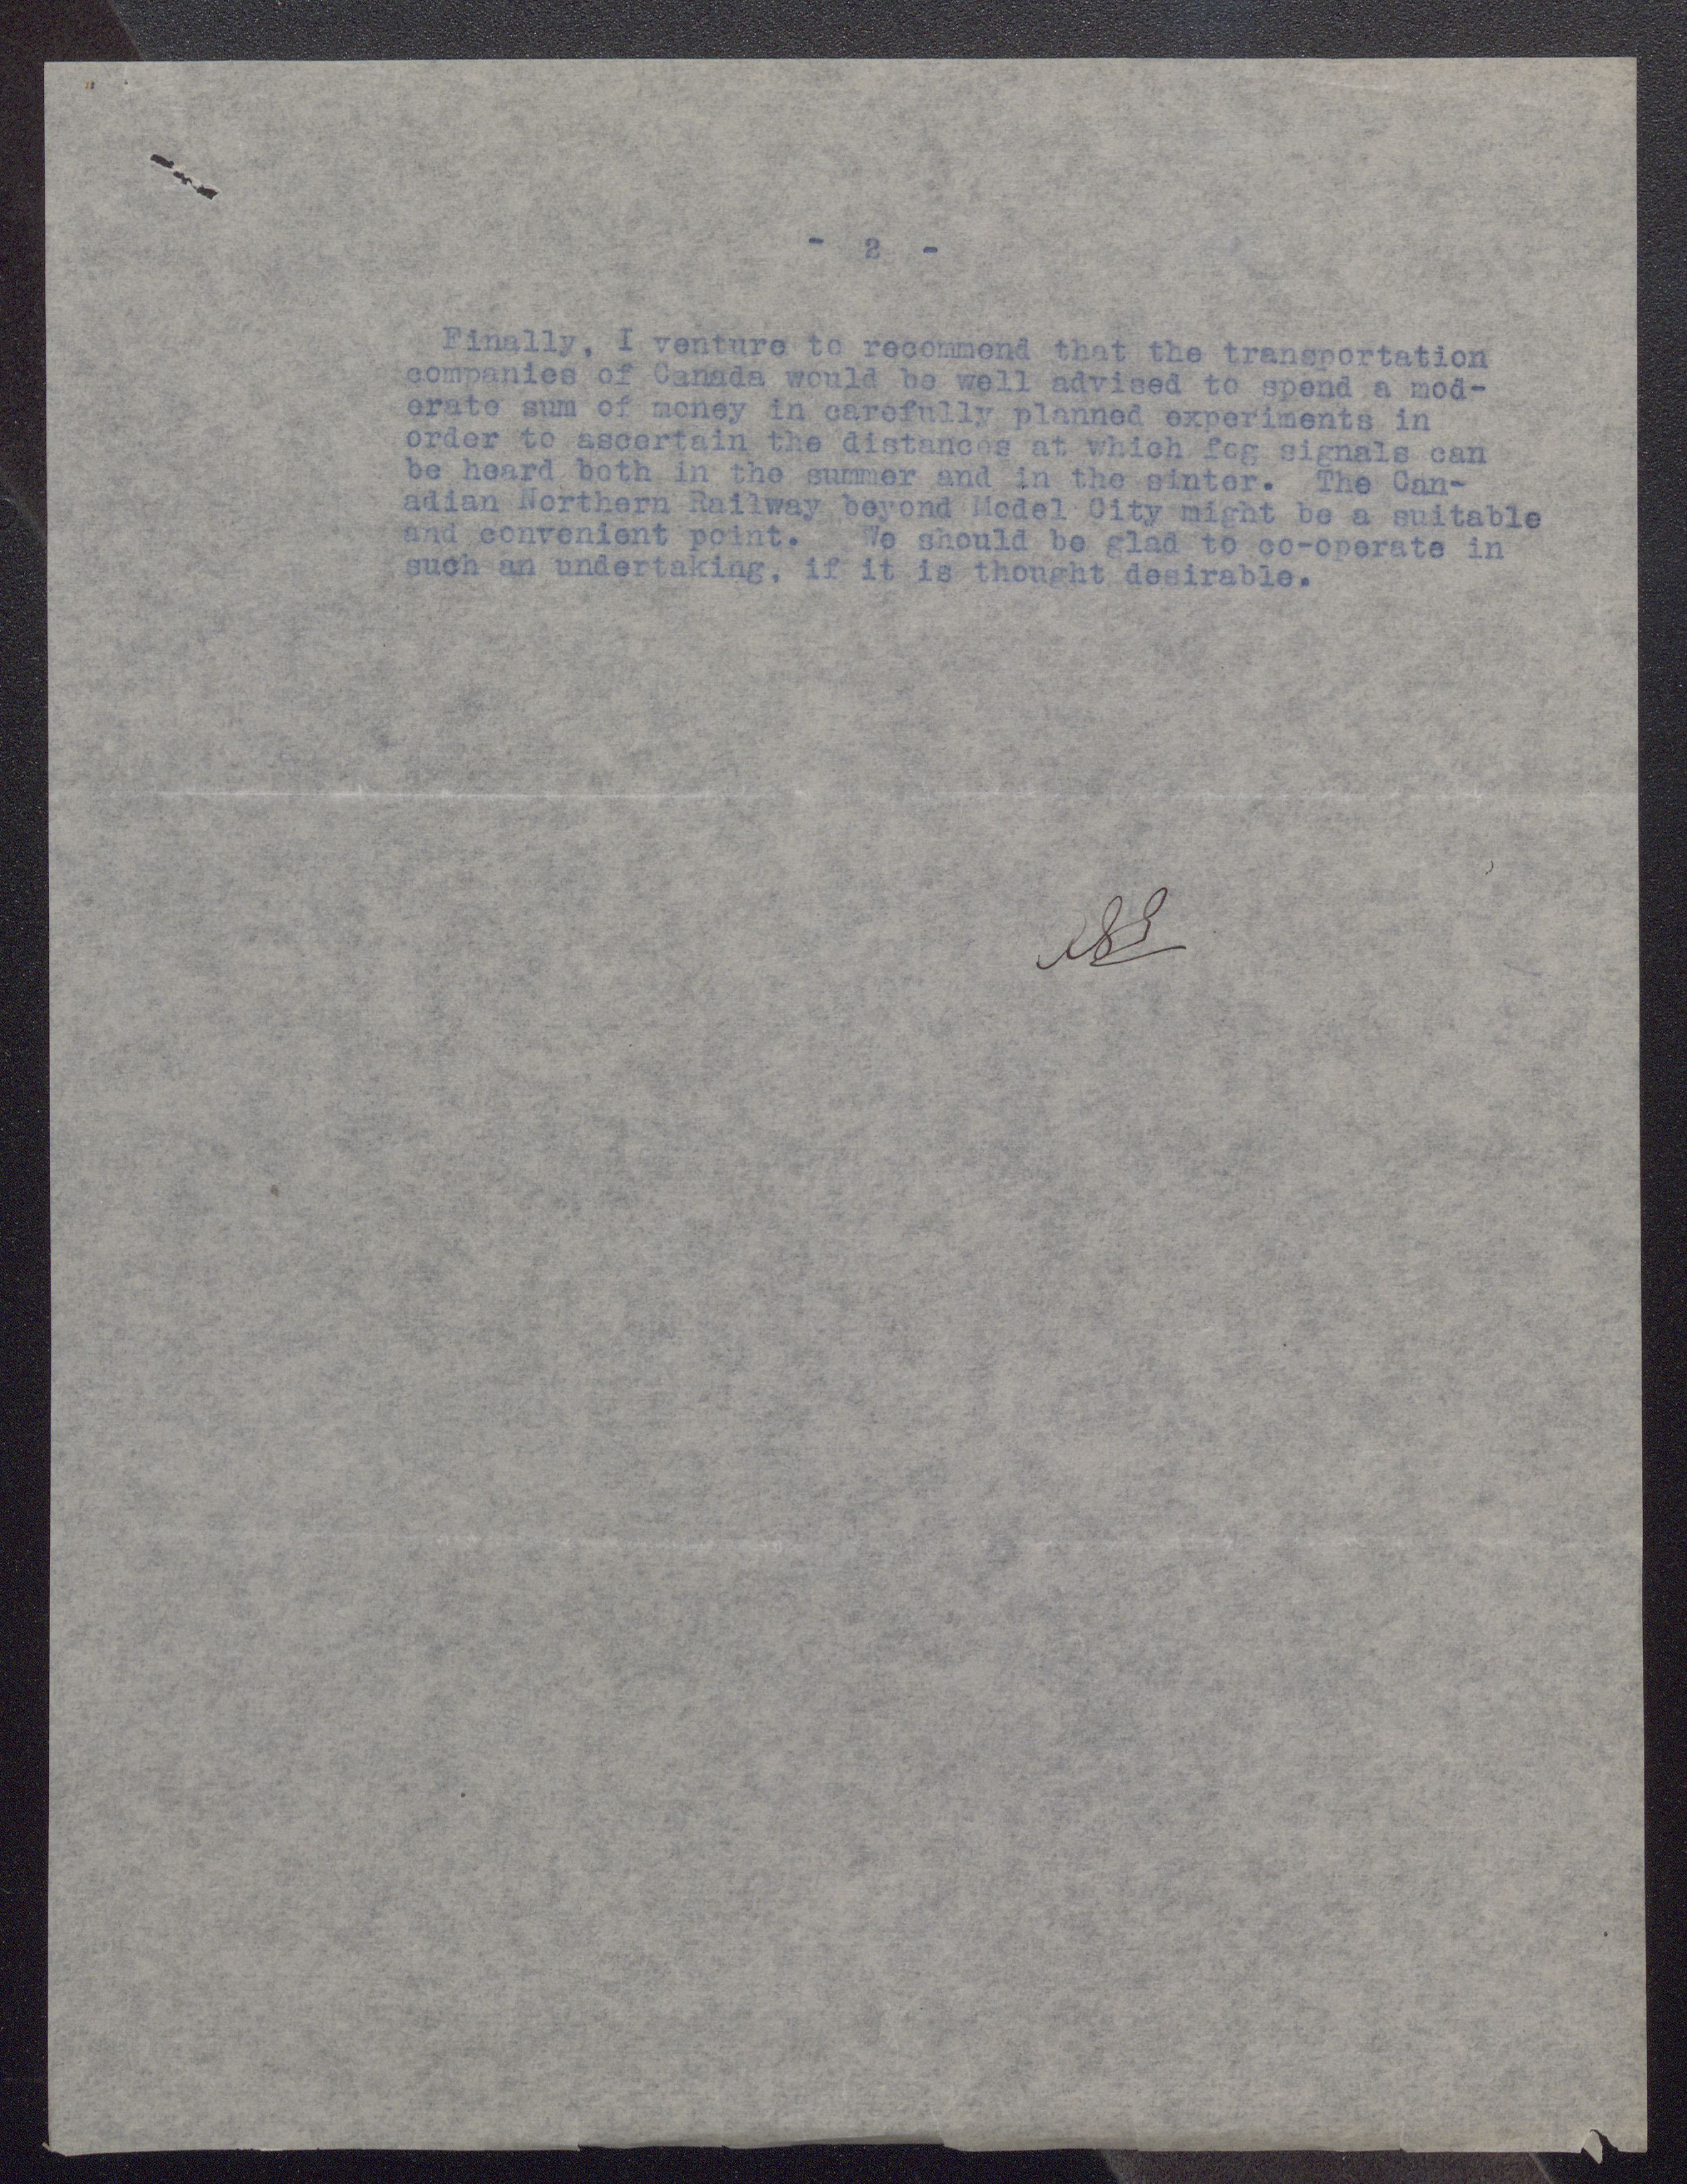 - 2 -
Finally, I venture to recommend that the transportation
companies of Canada would be well advised to spend a mod-
erate sum of money in carefully planned experiments in
order to ascertain the distances at which fog signals can
be heard both in the summer and in the sinter. The Can-
adian Northern Railway beyond Model City might be a suitable
and convenient point. We should be glad to co-operate in
such an undertaking, if it is thought desirable.